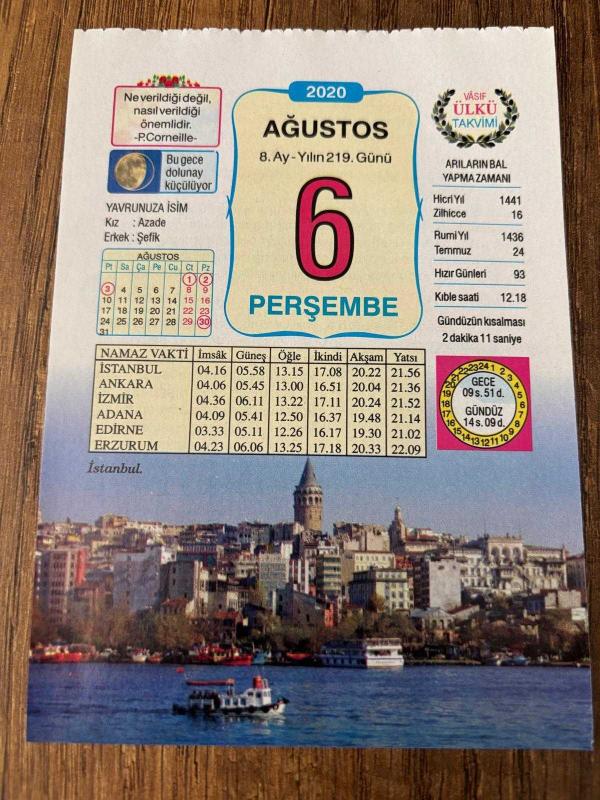 Ne verildiği değil,
nasıl verildiği
önemlidir.
-P.Corneille-
Bu gece
dolunay
küçülüyor
YAVRUNUZA İSİM
Kız : Azade
Erkek : Şefik
AĞUSTOS
Pt Sa Ça Pe Cu Ct Pz
1 2
3 4 5 6 7 8 9
10 11 12 13 14 15 16
17 18 19 20 21 22 23
24 25 26 27 28 29 30
31
2020
AĞUSTOS
8. Ay - Yılın 219. Günü
6
PERŞEMBE
VÂSIF
ÜLKÜ
TAKVİMİ
ARILARIN BAL
YAPMA ZAMANI
Hicri Yıl 1441
Zilhicce 16
Rumi Yıl 1436
Temmuz 24
Hızır Günleri 93
Kıble saati 12.18
Gündüzün kısalması
2 dakika 11 saniye
NAMAZ VAKTİ İmsâk Güneş Öğle İkindi Akşam Yatsı
İSTANBUL 04.16 05.58 13.15 17.08 20.22 21.56
ANKARA 04.06 05.45 13.00 16.51 20.04 21.36
İZMİR 04.36 06.11 13.22 17.11 20.24 21.52
ADANA 04.09 05.41 12.50 16.37 19.48 21.14
EDİRNE 03.33 05.11 12.26 16.17 19.30 21.02
ERZURUM 04.23 06.06 13.25 17.18 20.33 22.09
GECE
09 s. 51 d.
GÜNDÜZ
14 s. 09 d.
İstanbul.